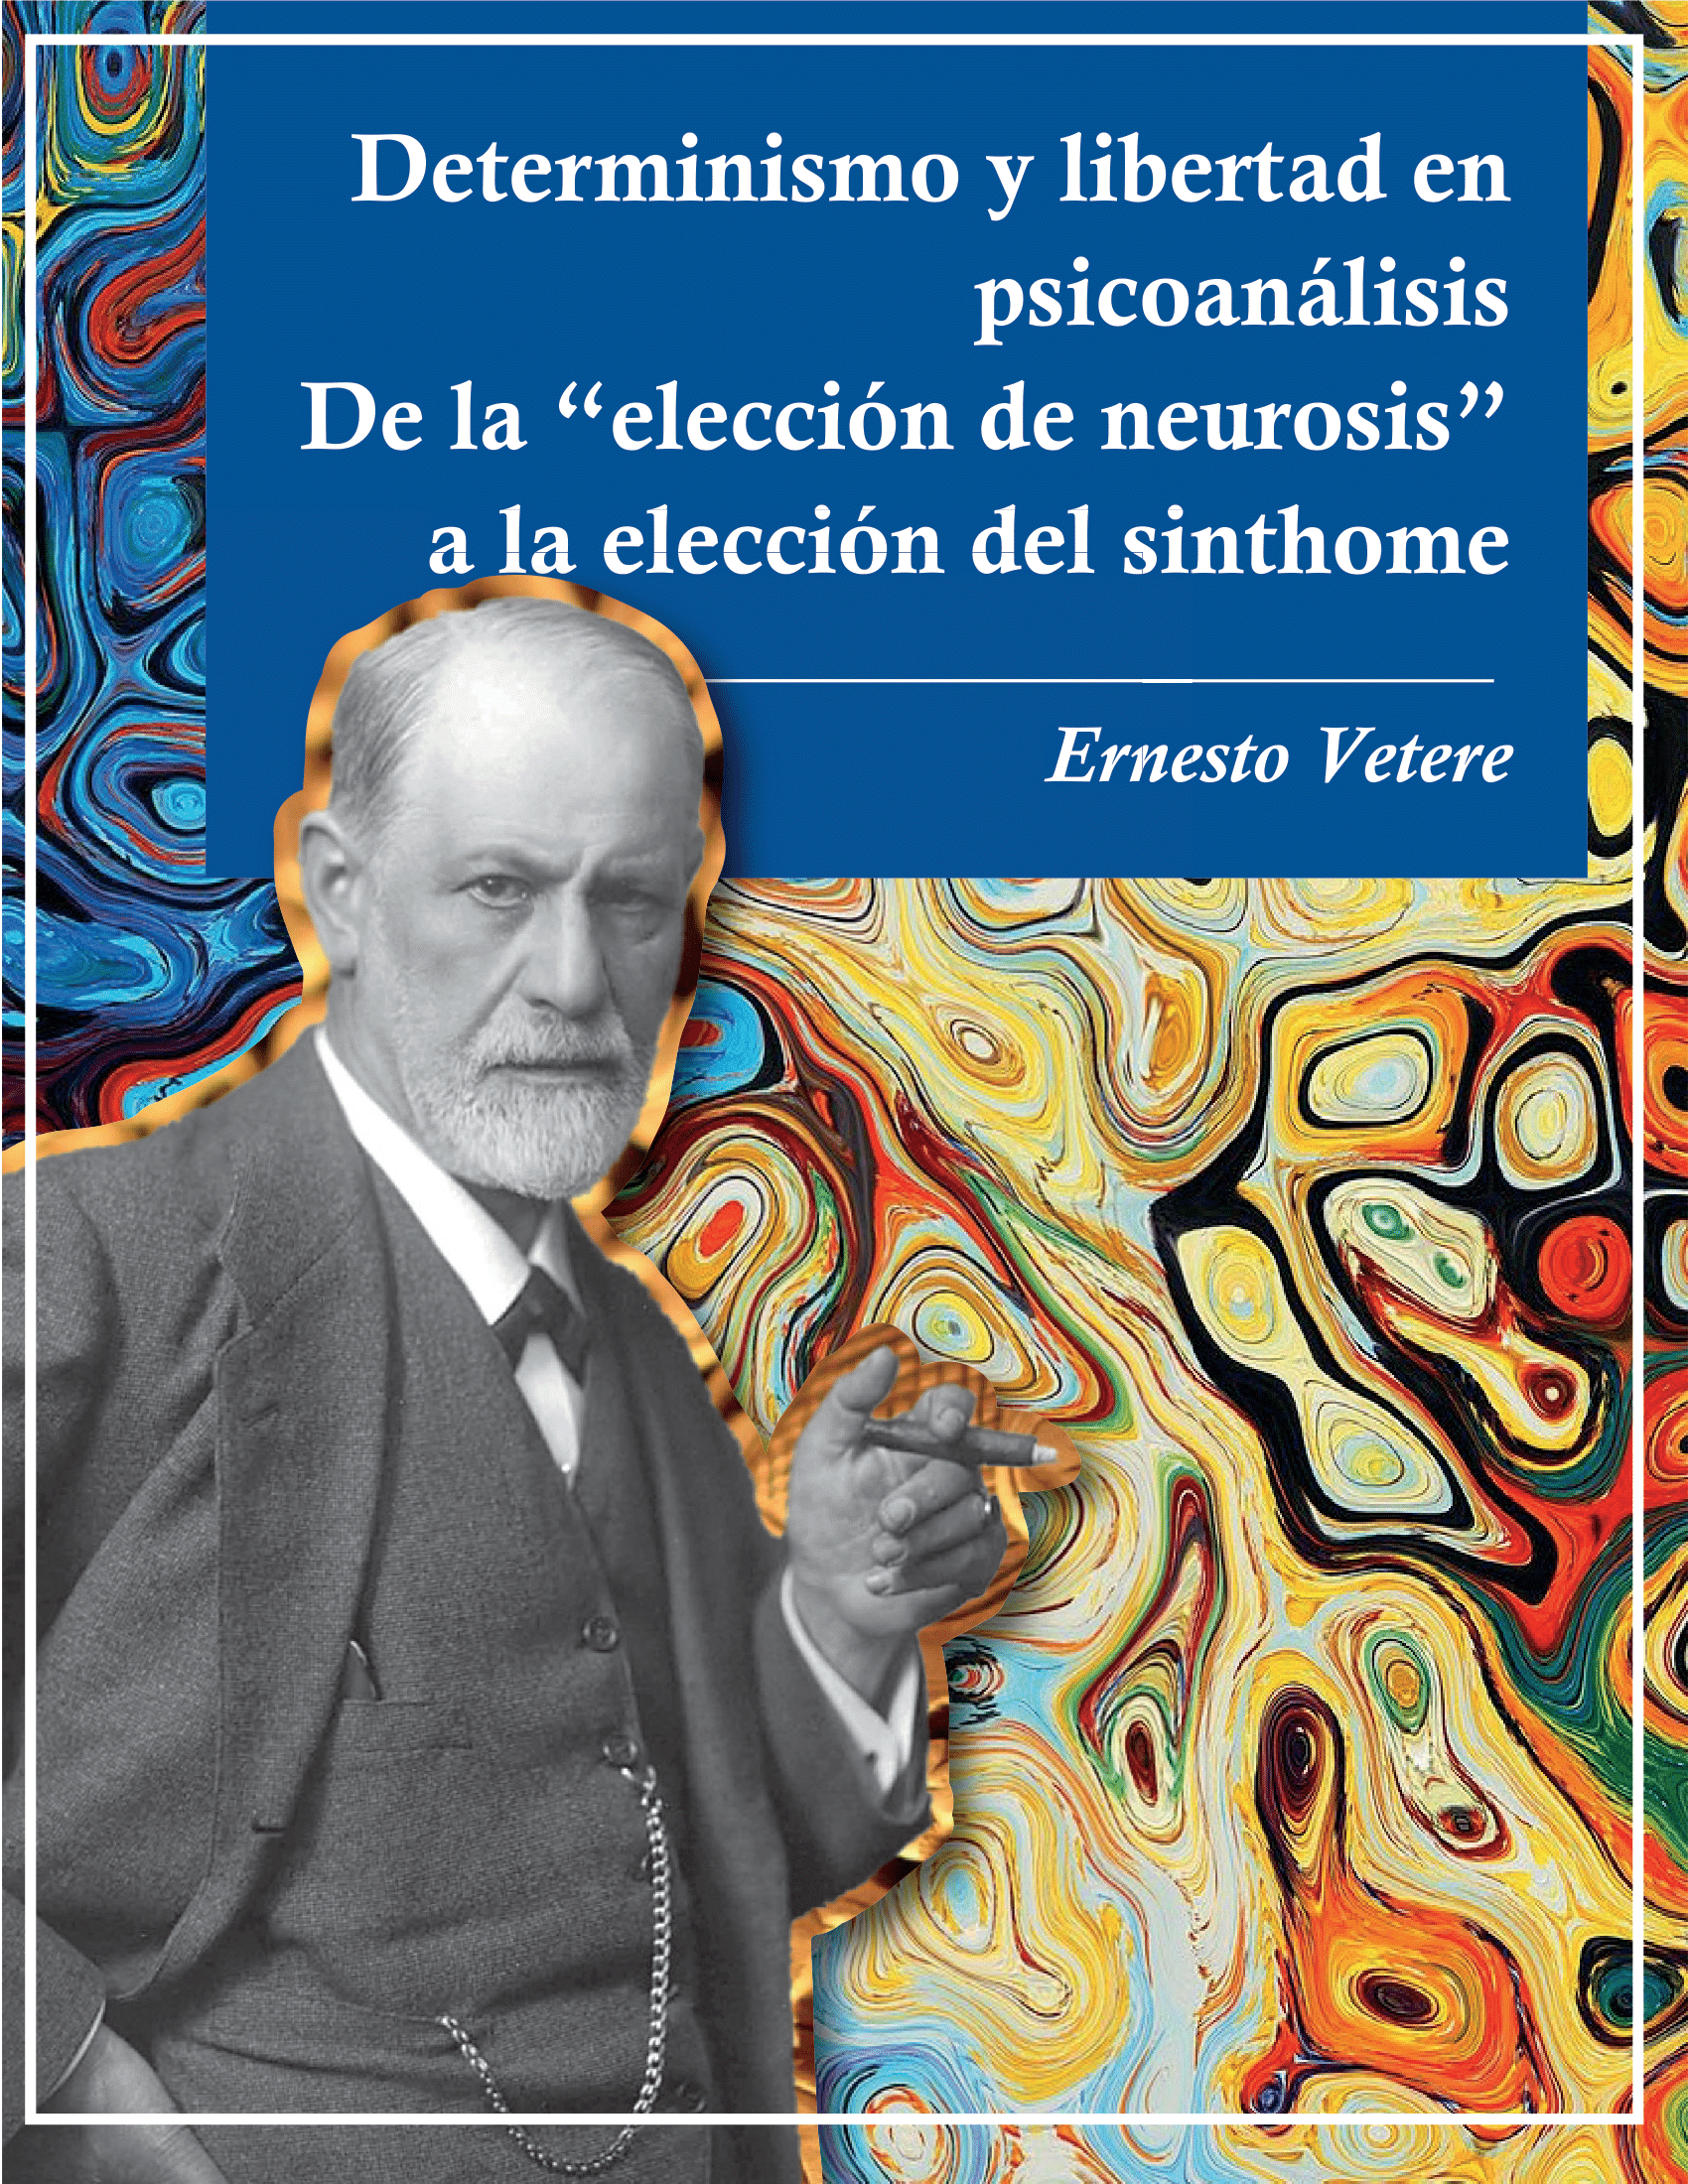 Determinismo y libertad en
psicoanálisis
De la “elección de neurosis”
a la elección del sinthome
Ernesto Vetere